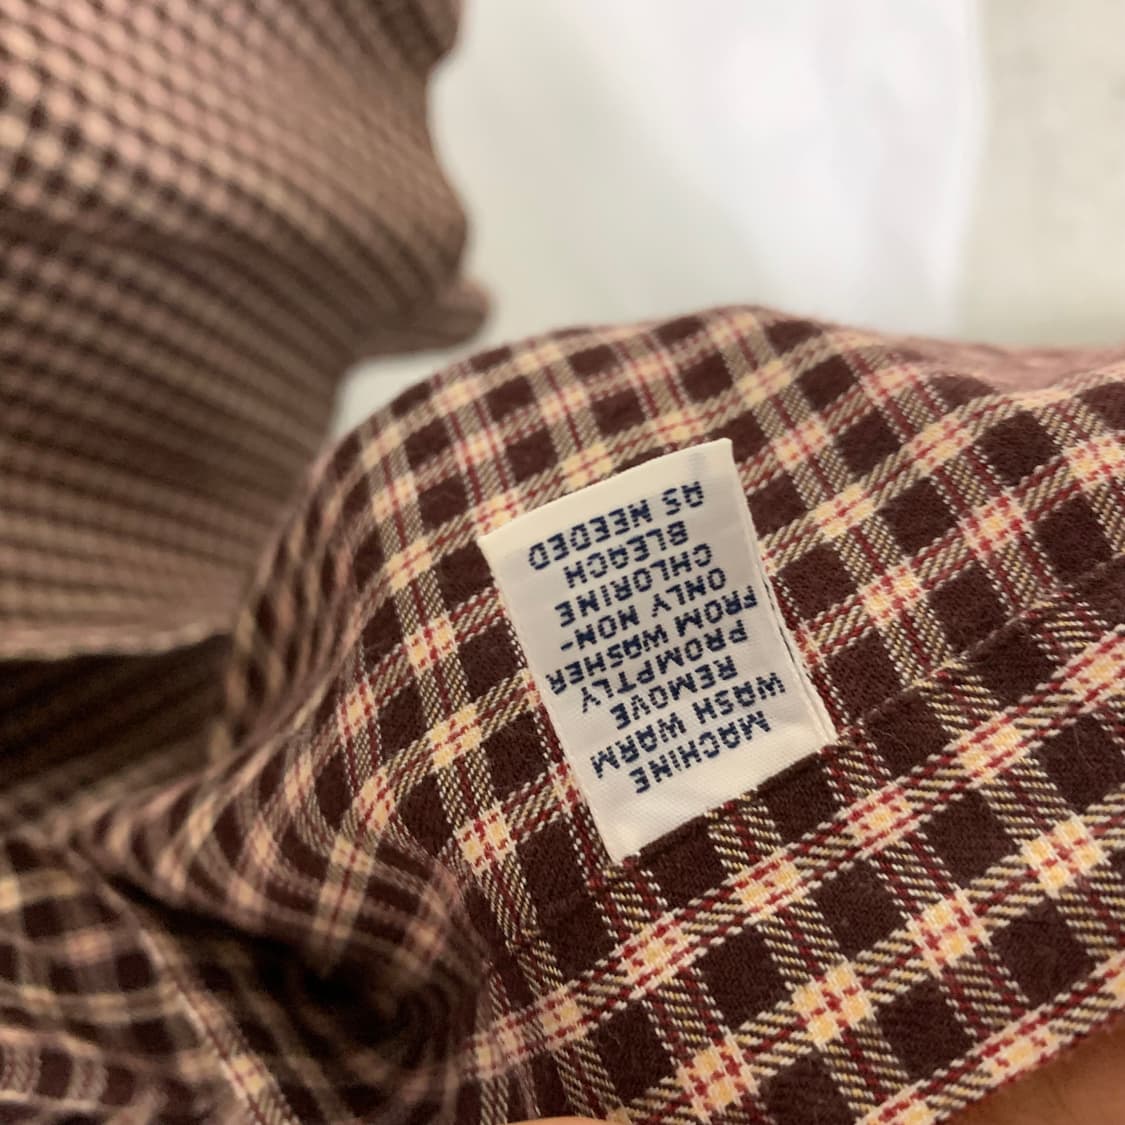 MACHINE
WASH WARM
REMOVE
PROMPTLY
FROM WASHER
ONLY NON-
CHLORINE
BLEACH
AS NEEDED